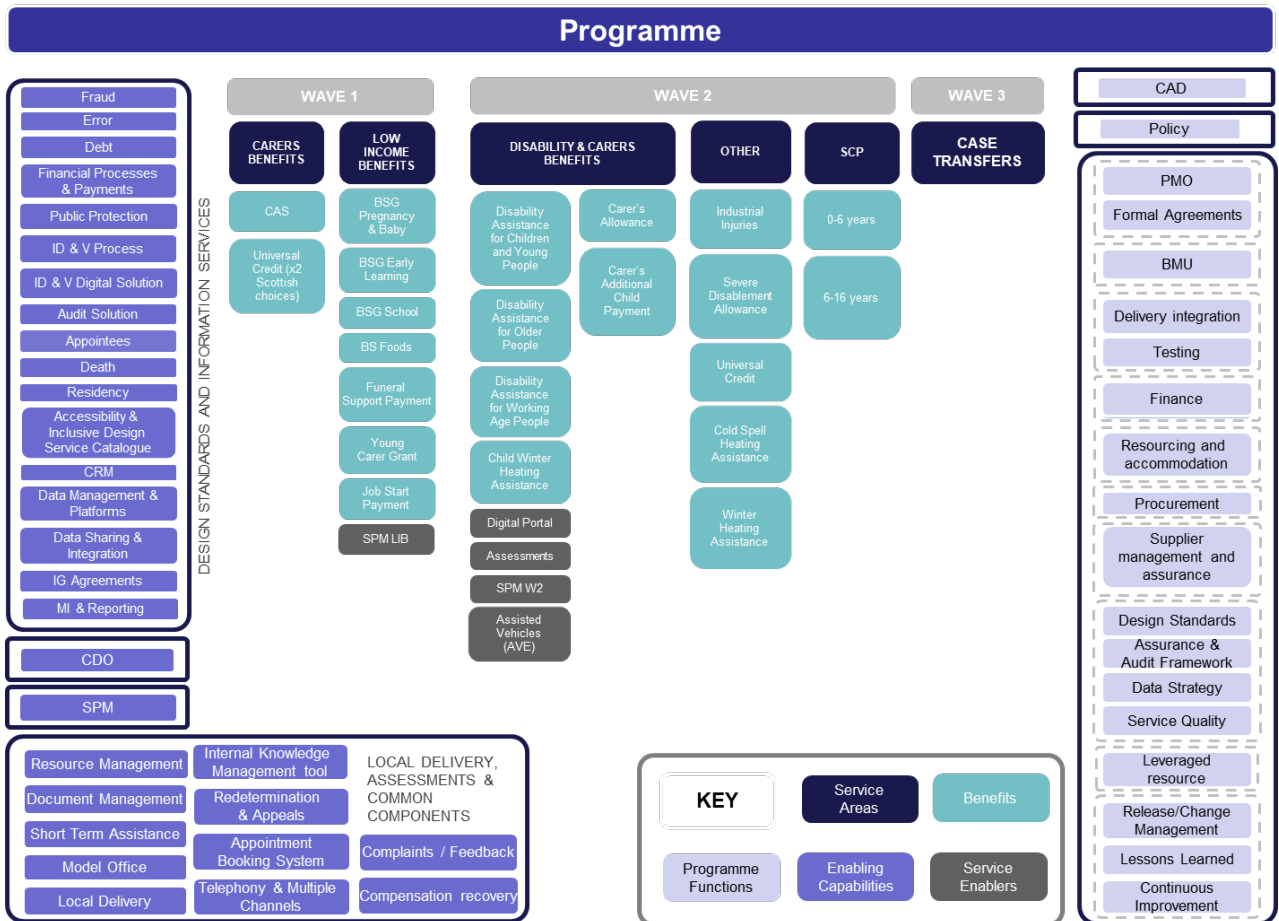 Programme
Fraud
Error
Debt
Financial Processes
& Payments
Public Protection
ID & V Process
ID & V Digital Solution
Audit Solution
Appointees
Death
Residency
Accessibility &
Inclusive Design
Service Catalogue
CRM
Data Management &
Platforms
Data Sharing &
Integration
IG Agreements
MI & Reporting
CDO
SPM
DESIGN STANDARDS AND INFORMATION SERVICES
WAVE 1
CARERS
BENEFITS
CAS
Universal
Credit (x2
Scottish
choices)
LOW
INCOME
BENEFITS
BSG
Pregnancy
& Baby
BSG Early
Learning
BSG School
BS Foods
Funeral
Support Payment
Young
Carer Grant
Job Start
Payment
SPM LIB
WAVE 2
DISABILITY & CARERS
BENEFITS
Disability
Assistance
for Children
and Young
People
Disability
Assistance
for Older
People
Disability
Assistance
for Working
Age People
Child Winter
Heating
Assistance
Digital Portal
Assessments
SPM W2
Assisted
Vehicles
(AVE)
Carer's
Allowance
Carer's
Additional
Child
Payment
OTHER
Industrial
Injuries
Severe
Disablement
Allowance
Universal
Credit
Cold Spell
Heating
Assistance
Winter
Heating
Assistance
SCP
0-6 years
6-16 years
WAVE 3
CASE
TRANSFERS
CAD
Policy
PMO
Formal Agreements
BMU
Delivery integration
Testing
Finance
Resourcing and
accommodation
Procurement
Supplier
management and
assurance
Design Standards
Assurance &
Audit Framework
Data Strategy
Service Quality
Leveraged
resource
Release/Change
Management
Lessons Learned
Continuous
Improvement
Resource Management
Document Management
Short Term Assistance
Model Office
Local Delivery
Internal Knowledge
Management tool
Redetermination
& Appeals
Appointment
Booking System
Telephony & Multiple
Channels
LOCAL DELIVERY,
ASSESSMENTS &
COMMON
COMPONENTS
Complaints / Feedback
Compensation recovery
KEY
Service
Areas
Benefits
Programme
Functions
Enabling
Capabilities
Service
Enablers